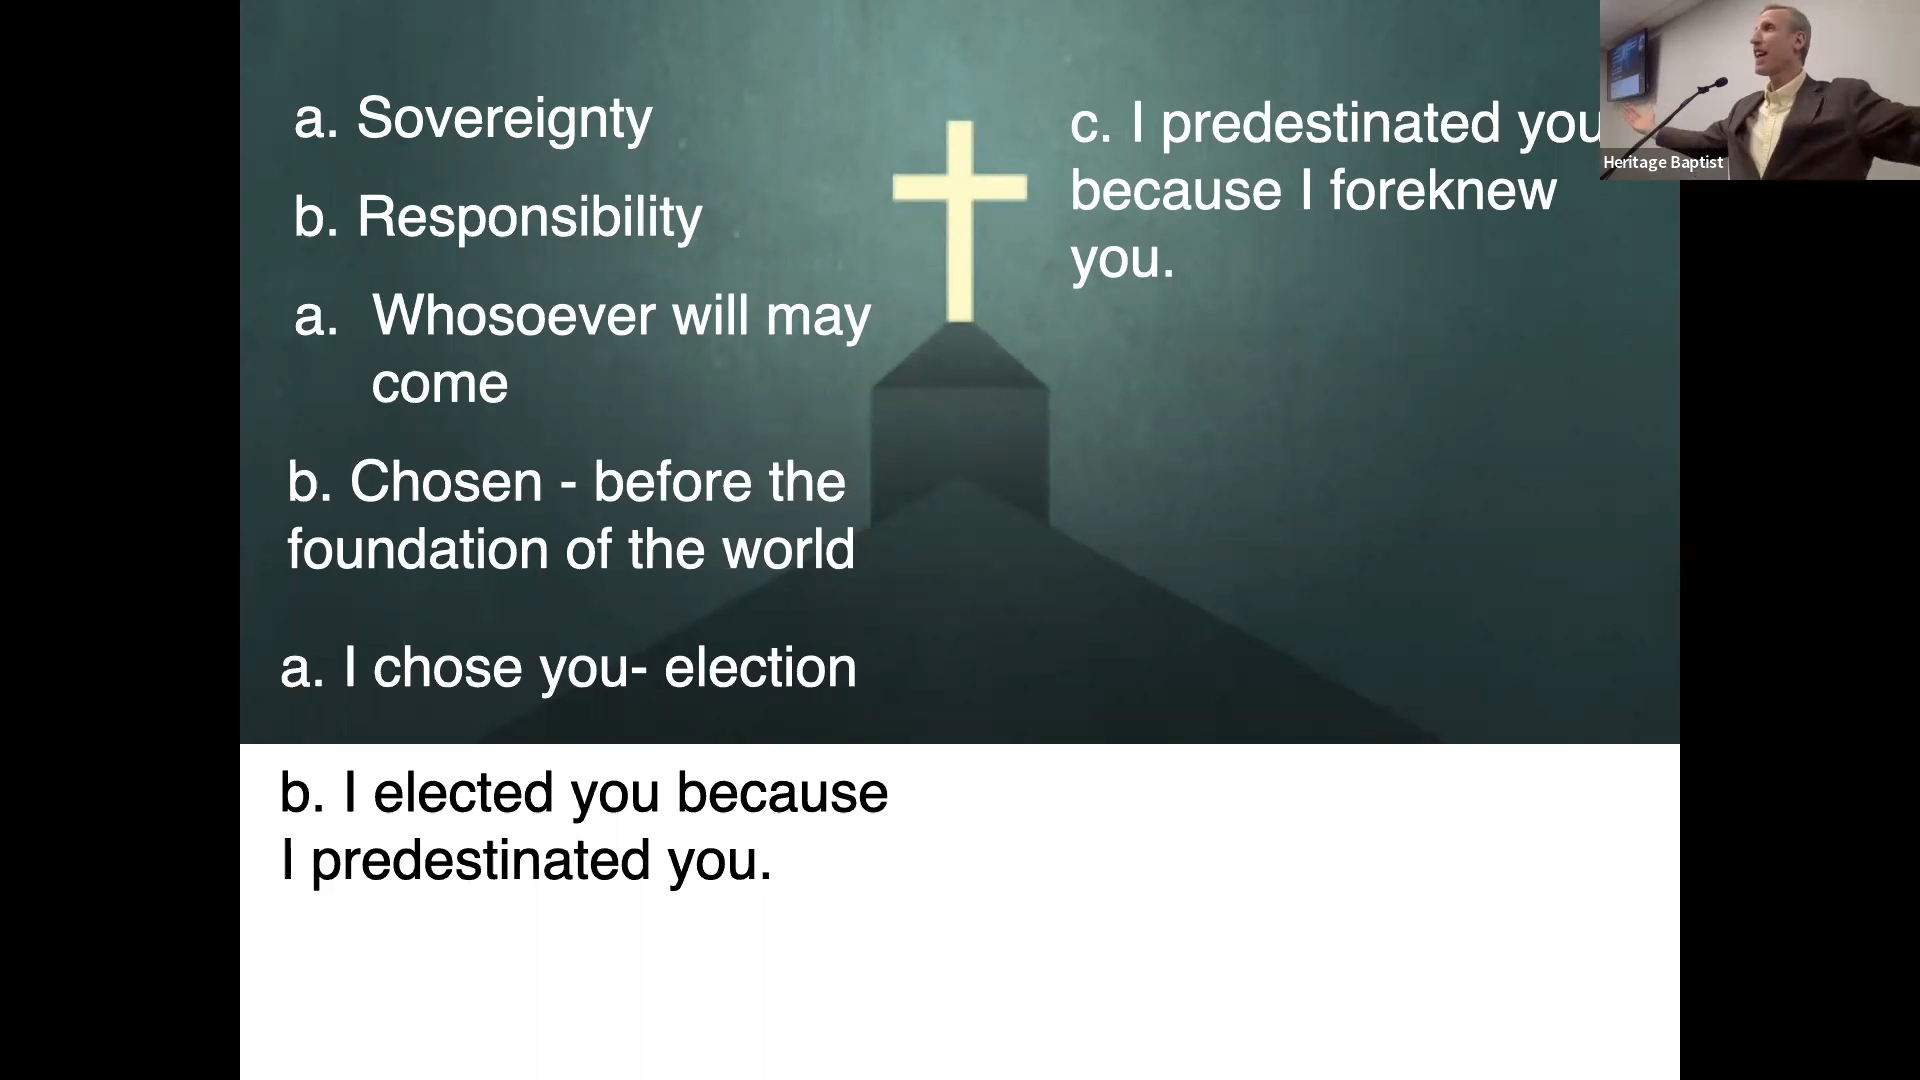 a. Sovereignty
b. Responsibility
a. Whosoever will may
come
b. Chosen - before the
foundation of the world
a. I chose you- election
b. I elected you because
I predestinated you.
c. I predestinated you
because I foreknew
you.
Heritage Baptist